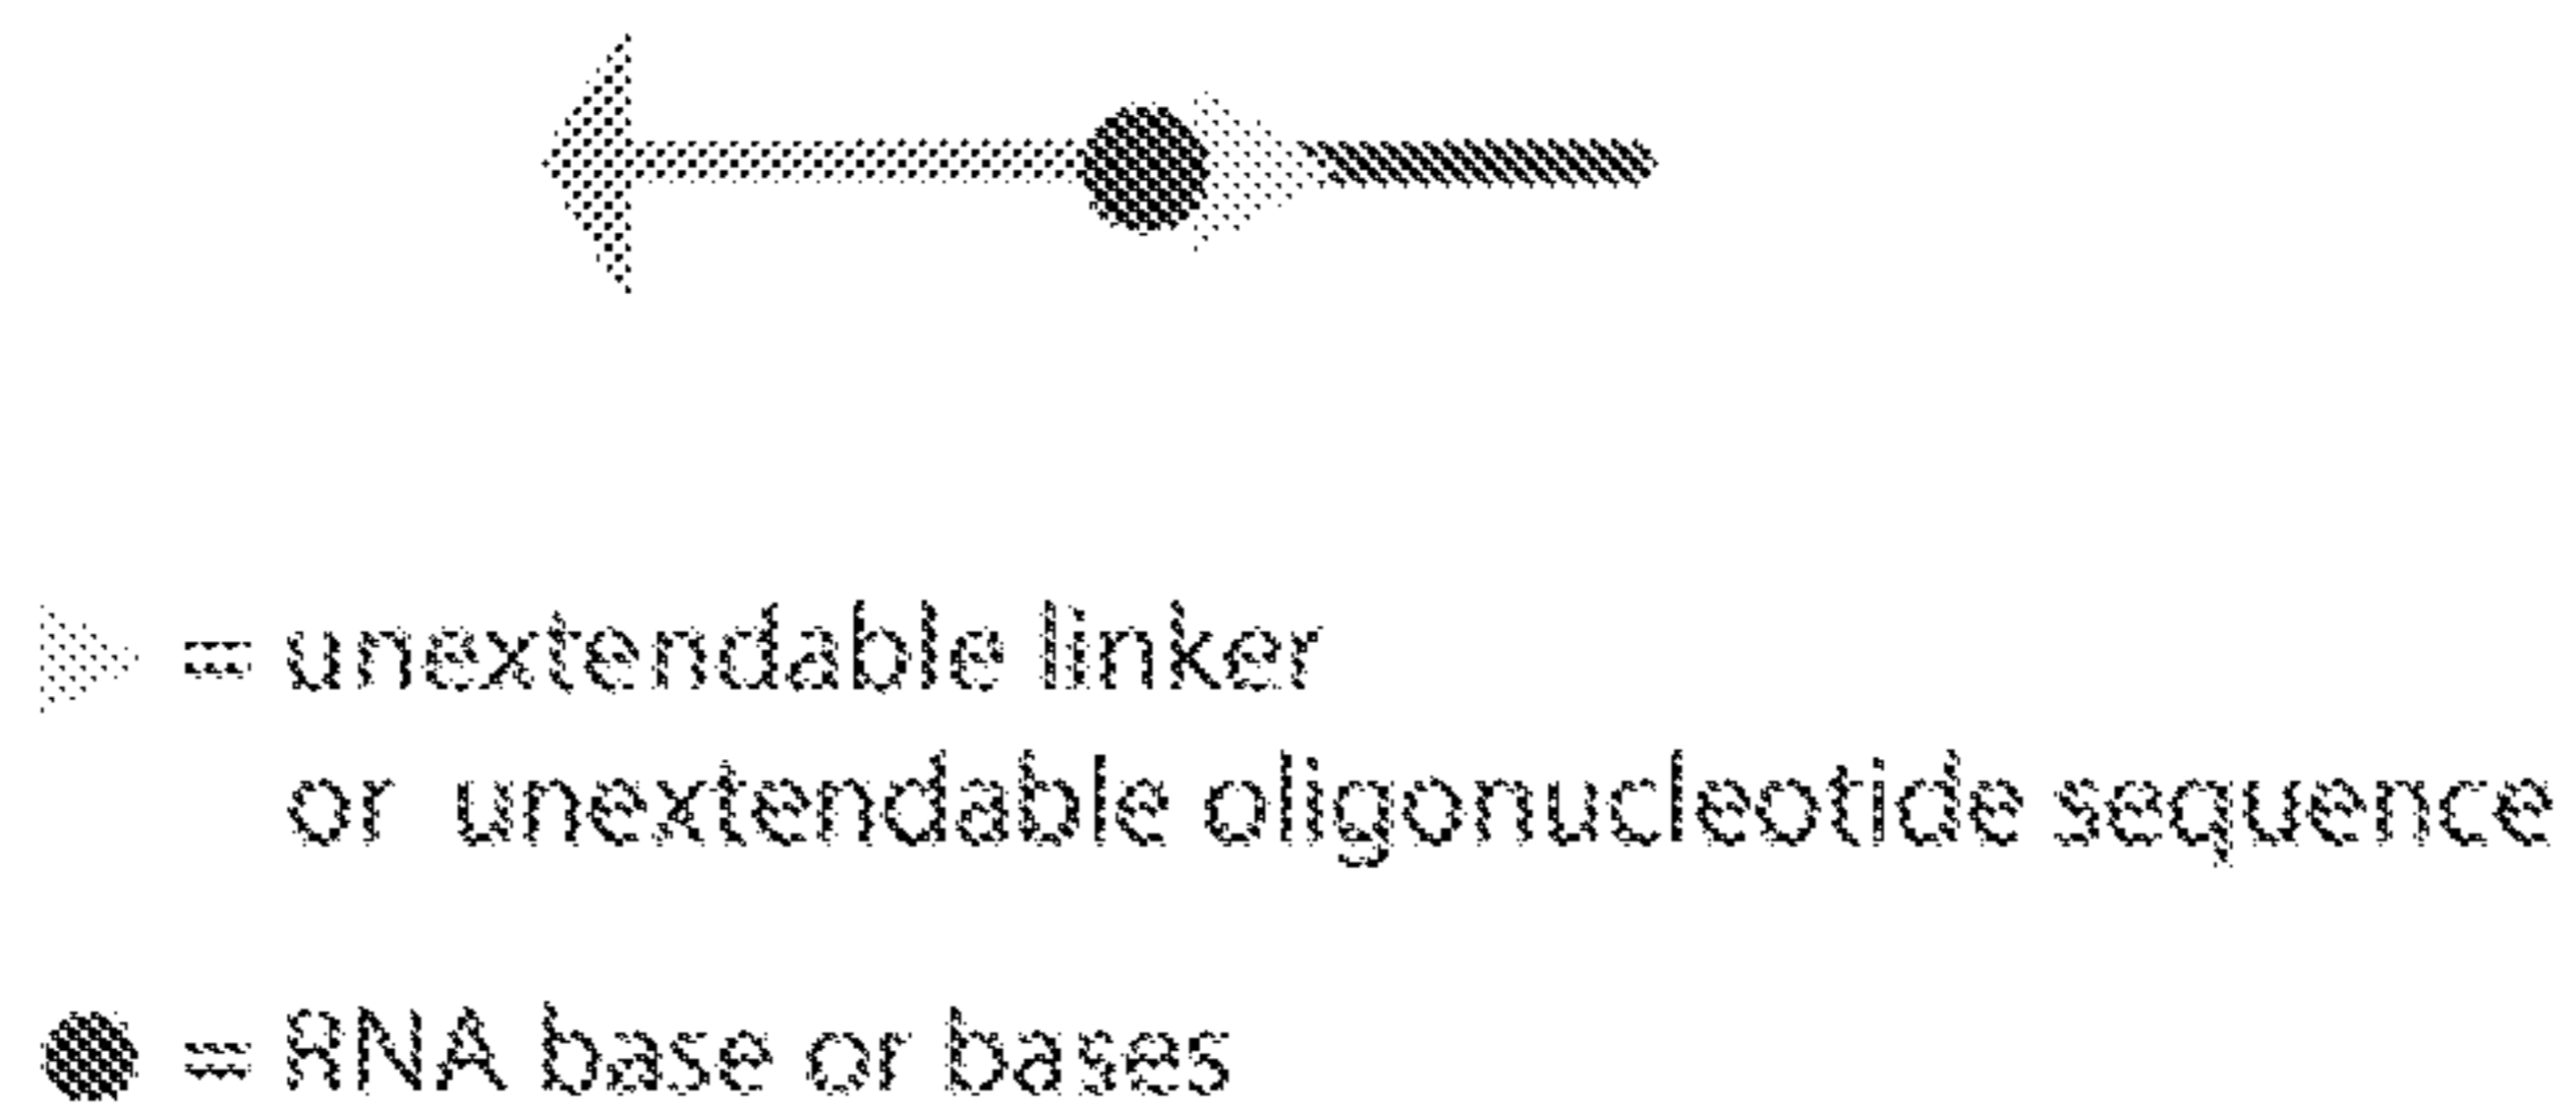 = unextendable linker
or unextendable oligonucleotide sequence
= RNA base or bases